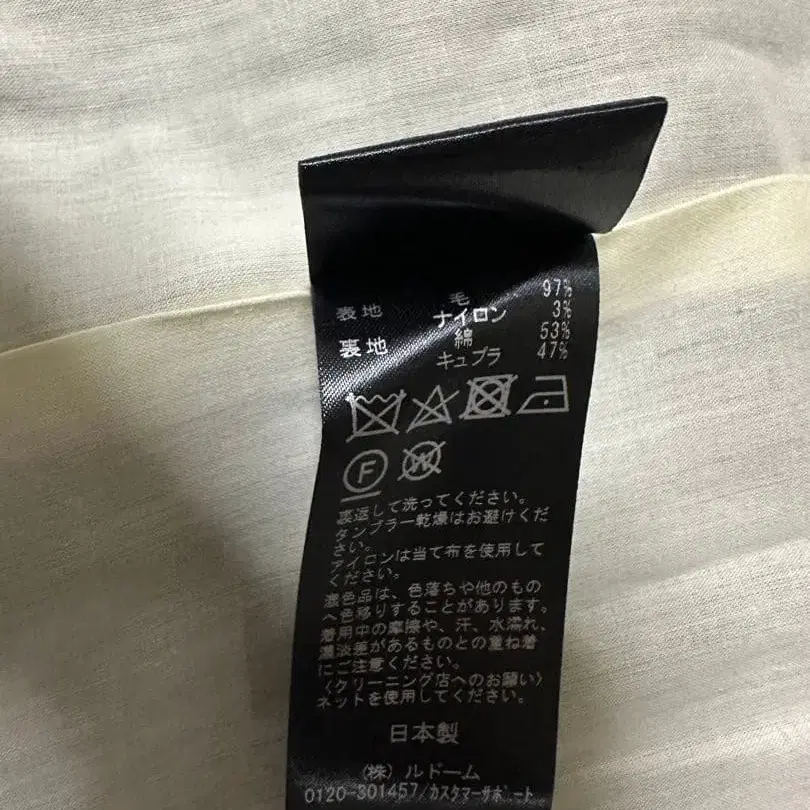 表地 毛 97%
ナイロン 3%
裏地 綿 53%
キュプラ 47%
F W
裏返して洗ってください。
タンブラー乾燥はお避けくだ
さい。
アイロンは当て布を使用して
ください。
濃色品は、色落ちや他のもの
へ色移りすることがあります。
着用中の摩擦や、汗、水濡れ、
濃淡差があるものとの重ね着
にご注意ください。
〈クリーニング店へのお願い〉
ネットを使用してください。
日本製
(株) ルドーム
0120-301457/カスタマーサポート